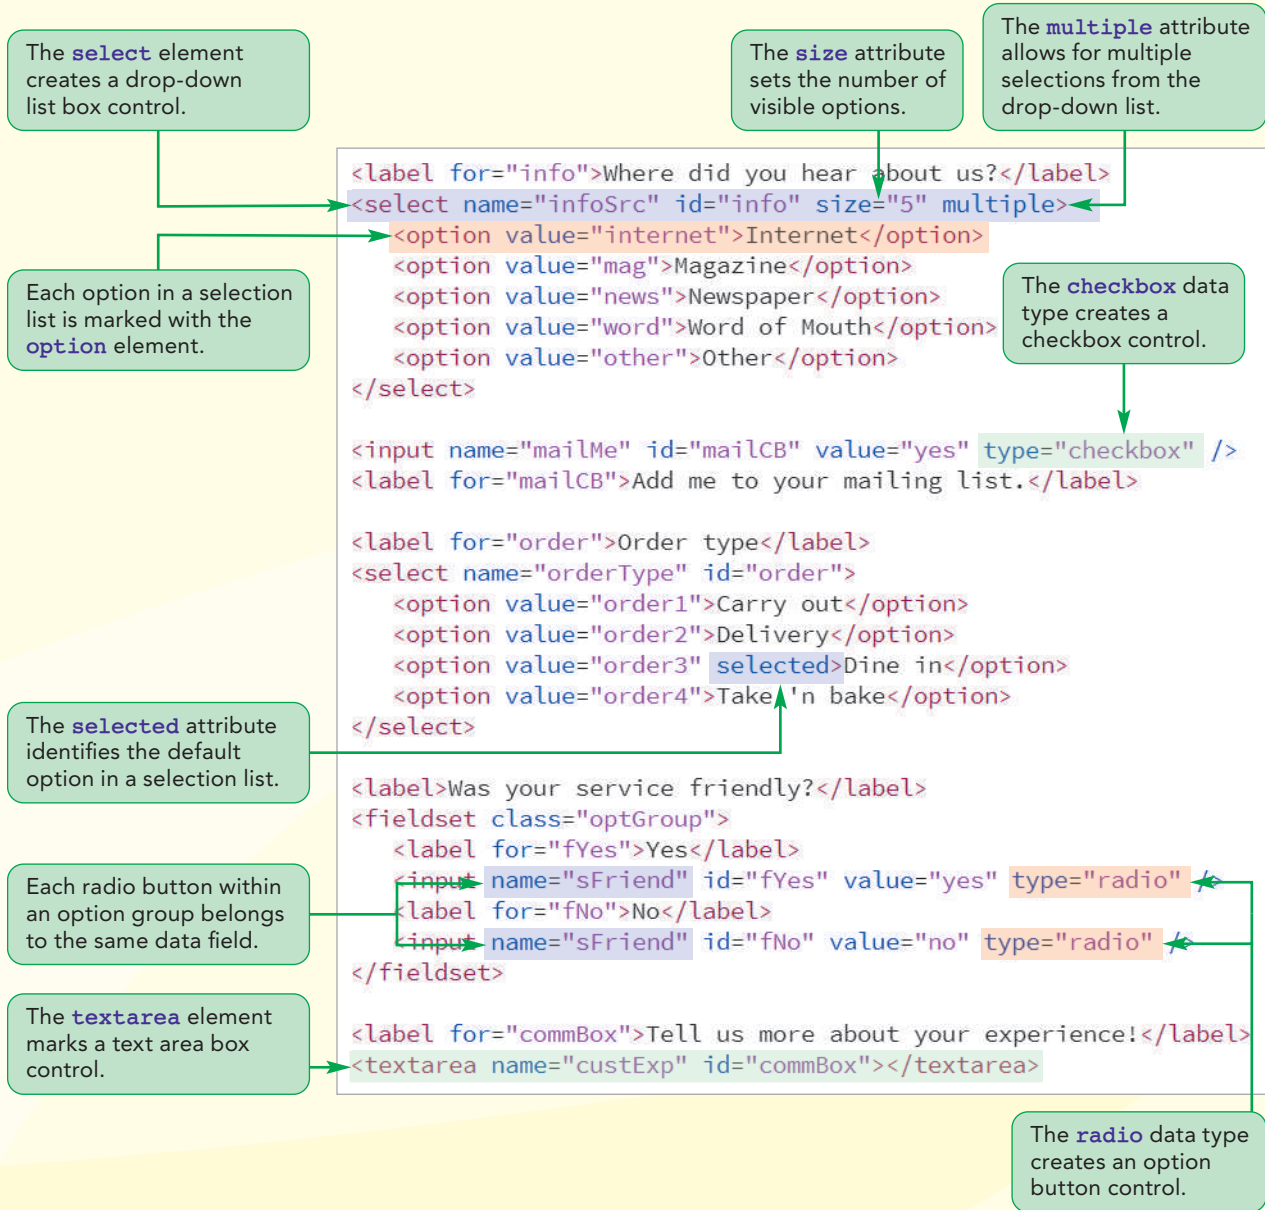 The select element
creates a drop-down
list box control.
The size attribute
sets the number of
visible options.
The multiple attribute
allows for multiple
selections from the
drop-down list.
<label for="info">Where did you hear about us?</label>
<select name="infoSrc" id="info" size="5" multiple>
<option value="internet">Internet</option>
<option value="mag">Magazine</option>
<option value="news">Newspaper</option>
<option value="word">Word of Mouth</option>
<option value="other">Other</option>
</select>
Each option in a selection
list is marked with the
option element.
The checkbox data
type creates a
checkbox control.
<input name="mailMe" id="mailCB" value="yes" type="checkbox" />
<label for="mailCB">Add me to your mailing list.</label>
<label for="order">Order type</label>
<select name="orderType" id="order">
<option value="order1">Carry out</option>
<option value="order2">Delivery</option>
<option value="order3" selected>Dine in</option>
<option value="order4">Take 'n bake</option>
</select>
The selected attribute
identifies the default
option in a selection list.
<label>Was your service friendly?</label>
<fieldset class="optGroup">
<label for="fYes">Yes</label>
<input name="sFriend" id="fYes" value="yes" type="radio" />
<label for="fNo">No</label>
<input name="sFriend" id="fNo" value="no" type="radio" />
</fieldset>
Each radio button within
an option group belongs
to the same data field.
<label for="commBox">Tell us more about your experience!</label>
<textarea name="custExp" id="commBox"></textarea>
The textarea element
marks a text area box
control.
The radio data type
creates an option
button control.